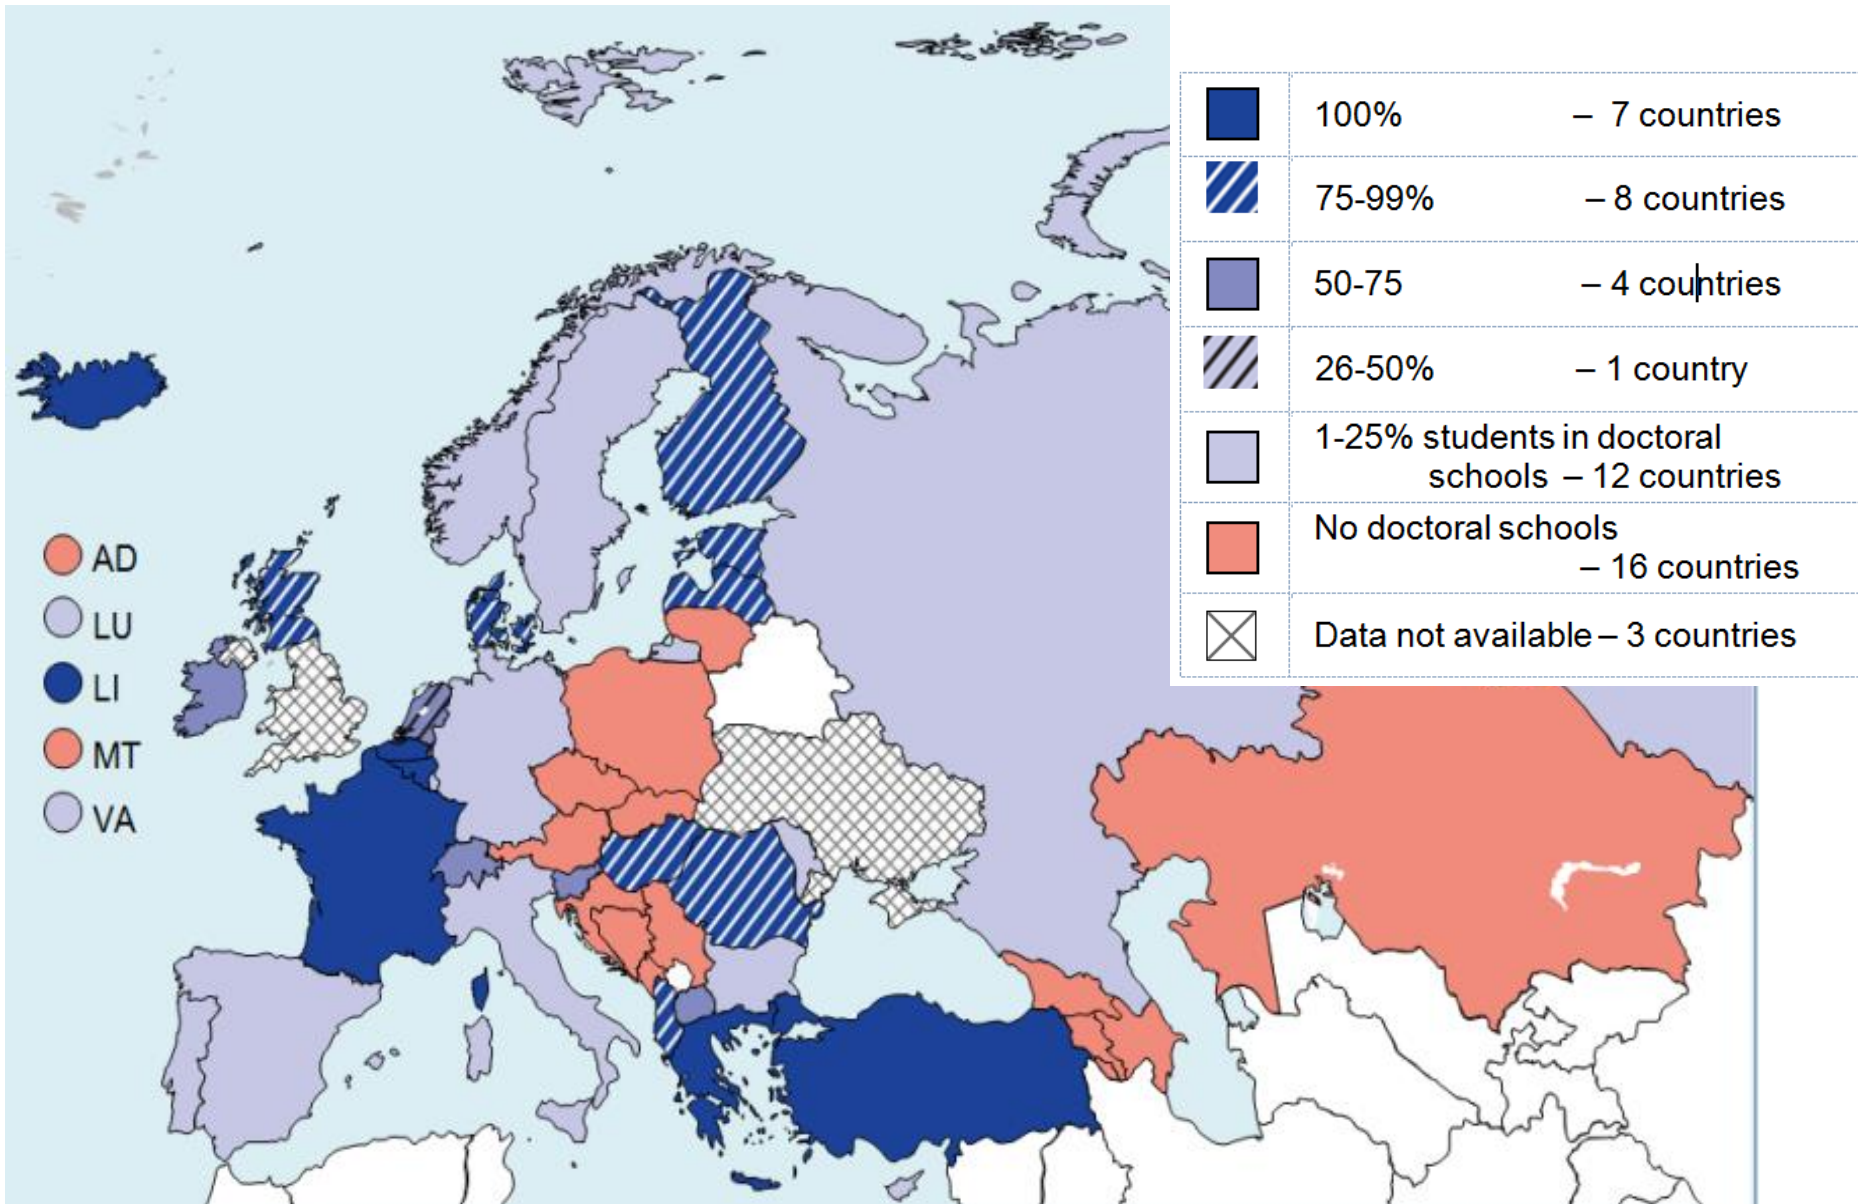 100% – 7 countries
75-99% – 8 countries
50-75 – 4 countries
26-50% – 1 country
1-25% students in doctoral
schools – 12 countries
No doctoral schools
– 16 countries
Data not available – 3 countries
AD
LU
LI
MT
VA